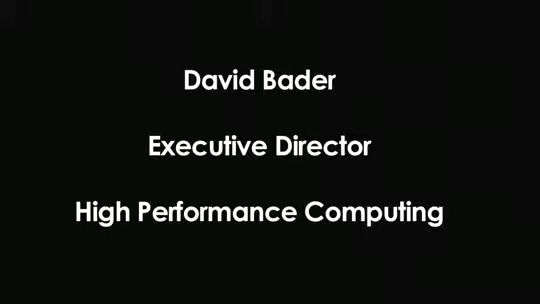 David Bader
Executive Director
High Performance Computing